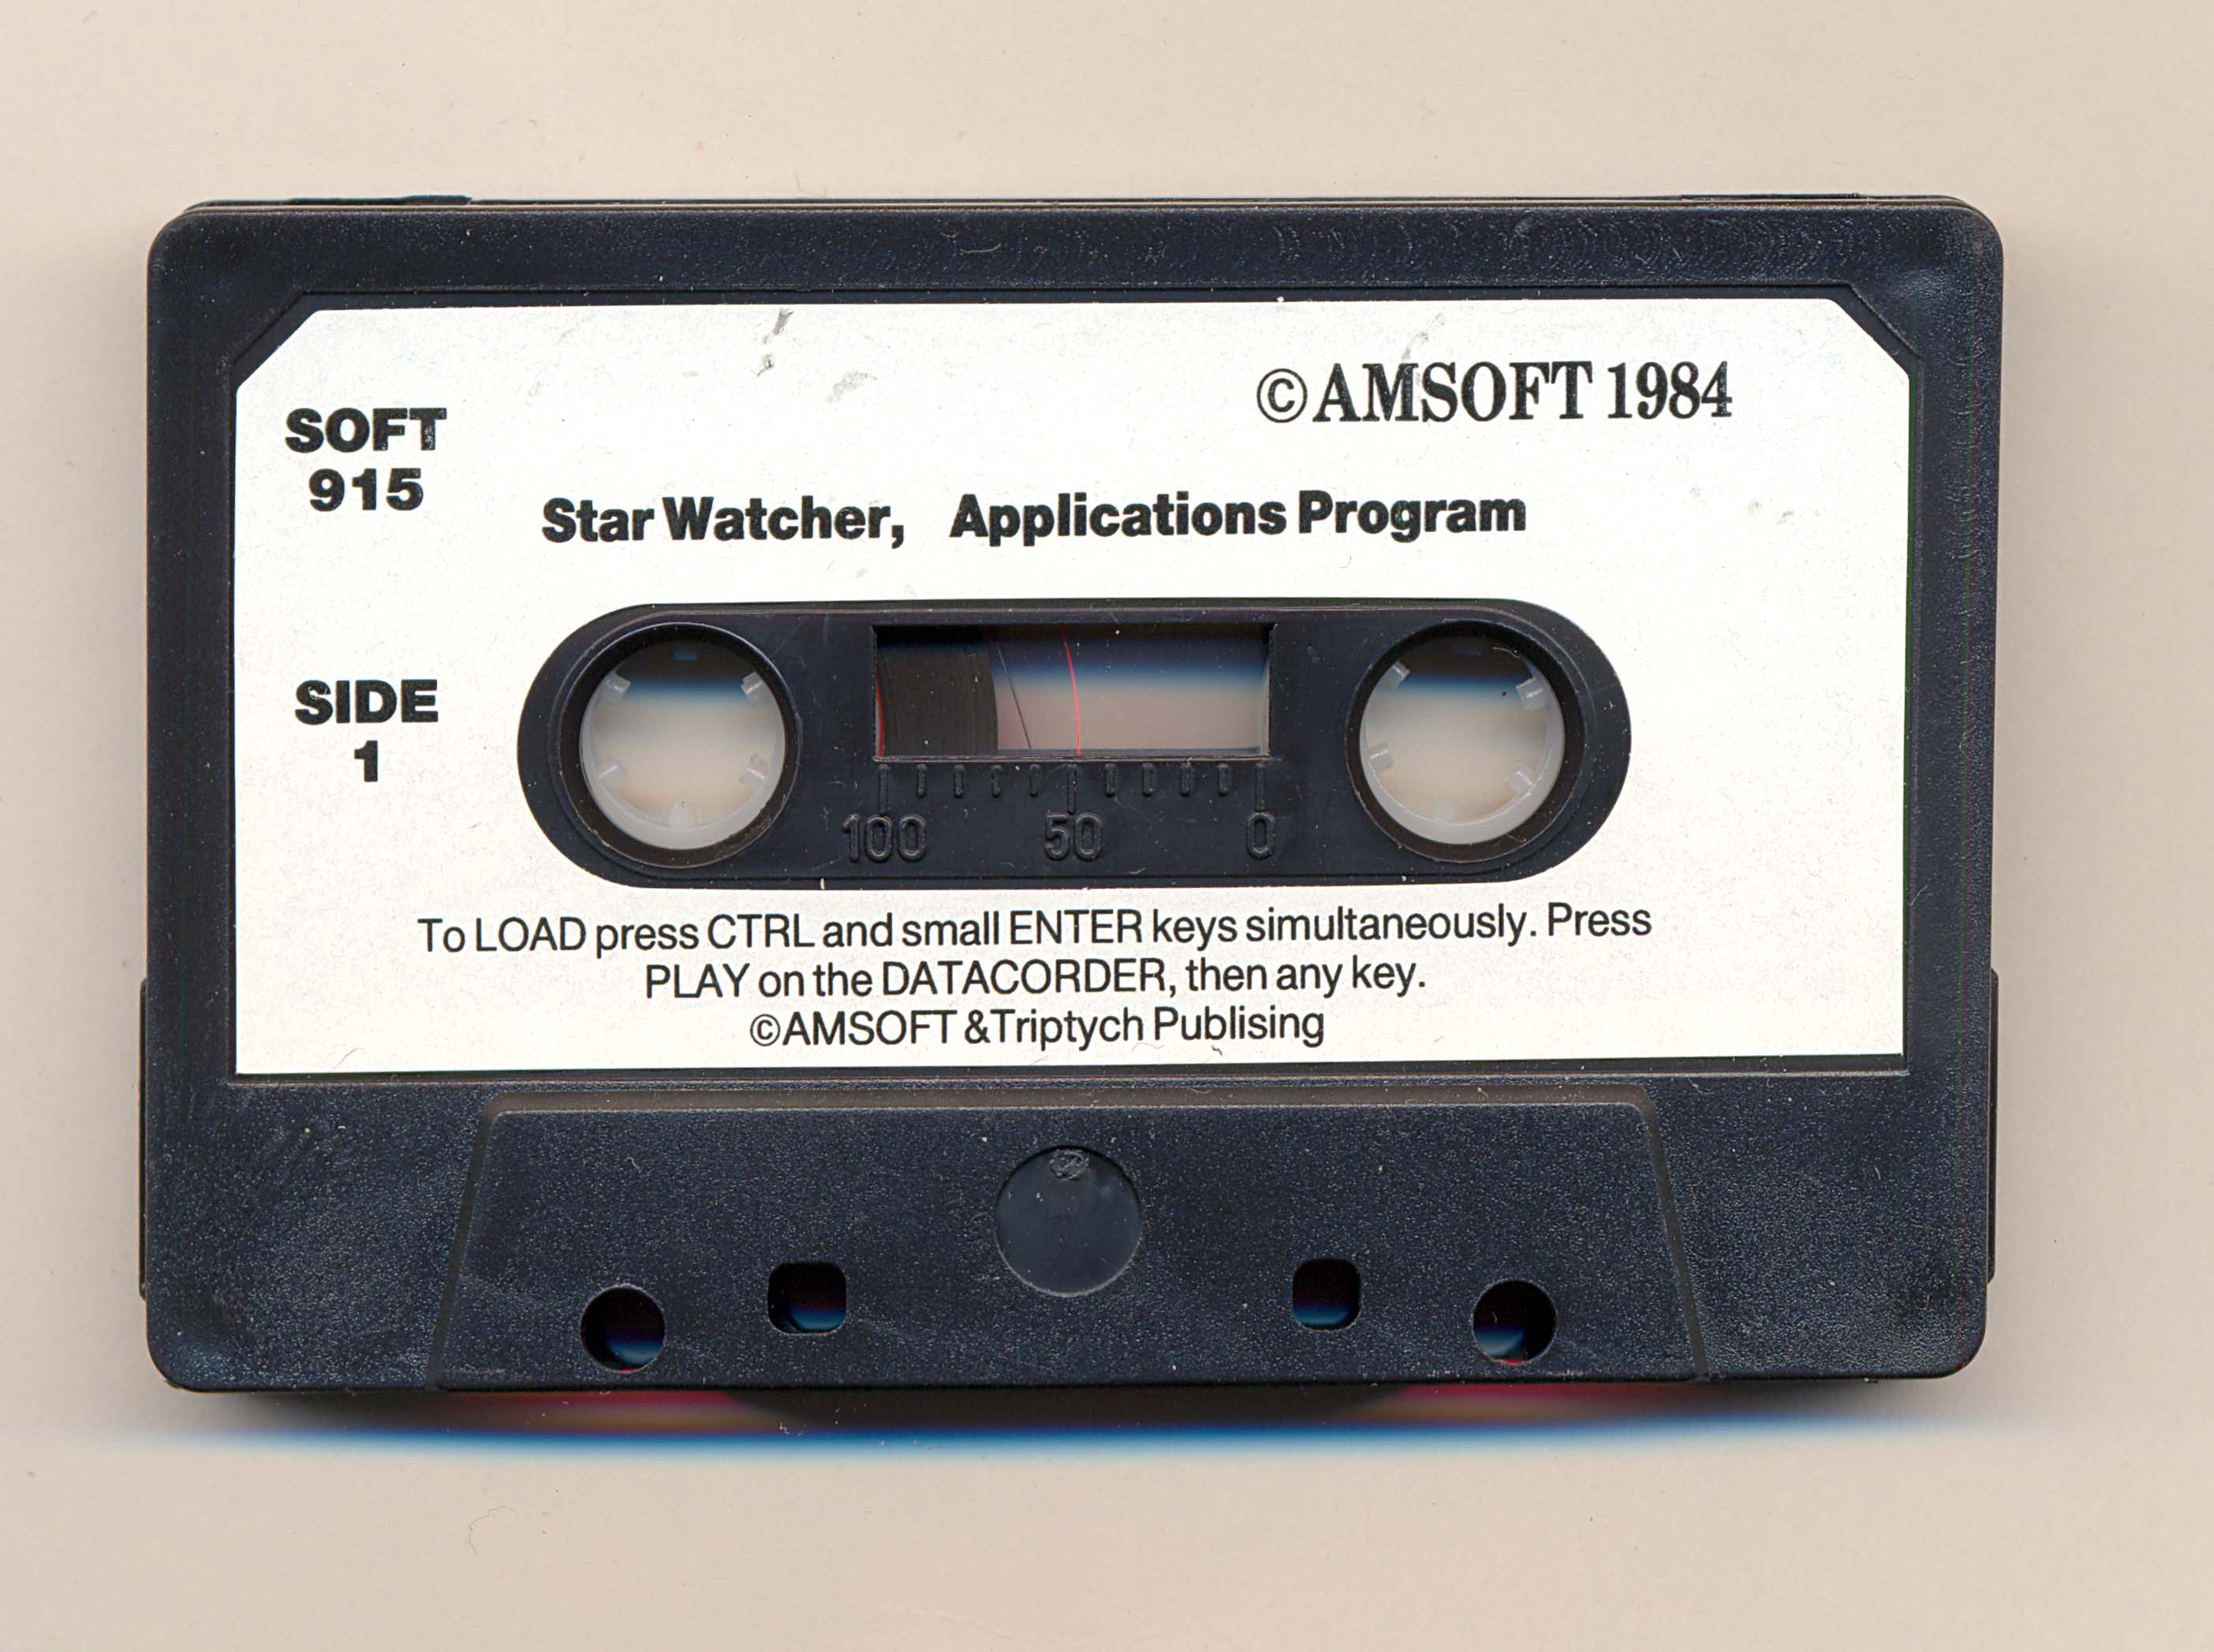 ©AMSOFT 1984
SOFT
915
Star Watcher, Applications Program
SIDE
1
100 50 0
To LOAD press CTRL and small ENTER keys simultaneously. Press
PLAY on the DATACORDER, then any key.
©AMSOFT &Triptych Publising